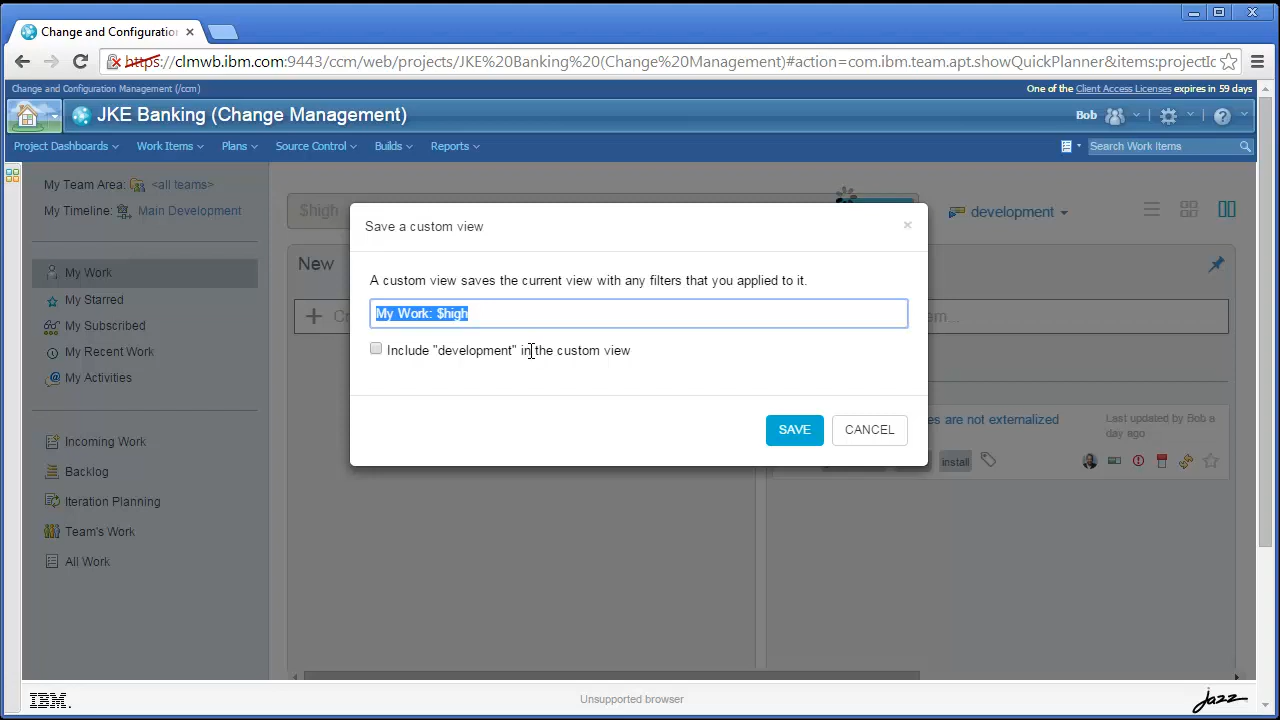 Change and Configuratio
https://clmwb.ibm.com:9443/ccm/web/projects/JKE%20Banking%20(Change%20Management)#action=com.ibm.team.apt.showQuickPlanner&items:projectIc
Change and Configuration Management (/ccm)
One of the Client Access Licenses expires in 59 days
JKE Banking (Change Management)
Bob
Project Dashboards Work Items Plans Source Control Builds Reports
Search Work Items
My Team Area: <all teams>
My Timeline: Main Development
$high
development
My Work
My Starred
My Subscribed
My Recent Work
My Activities
Incoming Work
Backlog
Iteration Planning
Team's Work
All Work
New
Save a custom view
×
A custom view saves the current view with any filters that you applied to it.
My Work: $high
Include "development" in the custom view
SAVE CANCEL
es are not externalized
Last updated by Bob a
day ago
install
IBM.
Unsupported browser
jazz